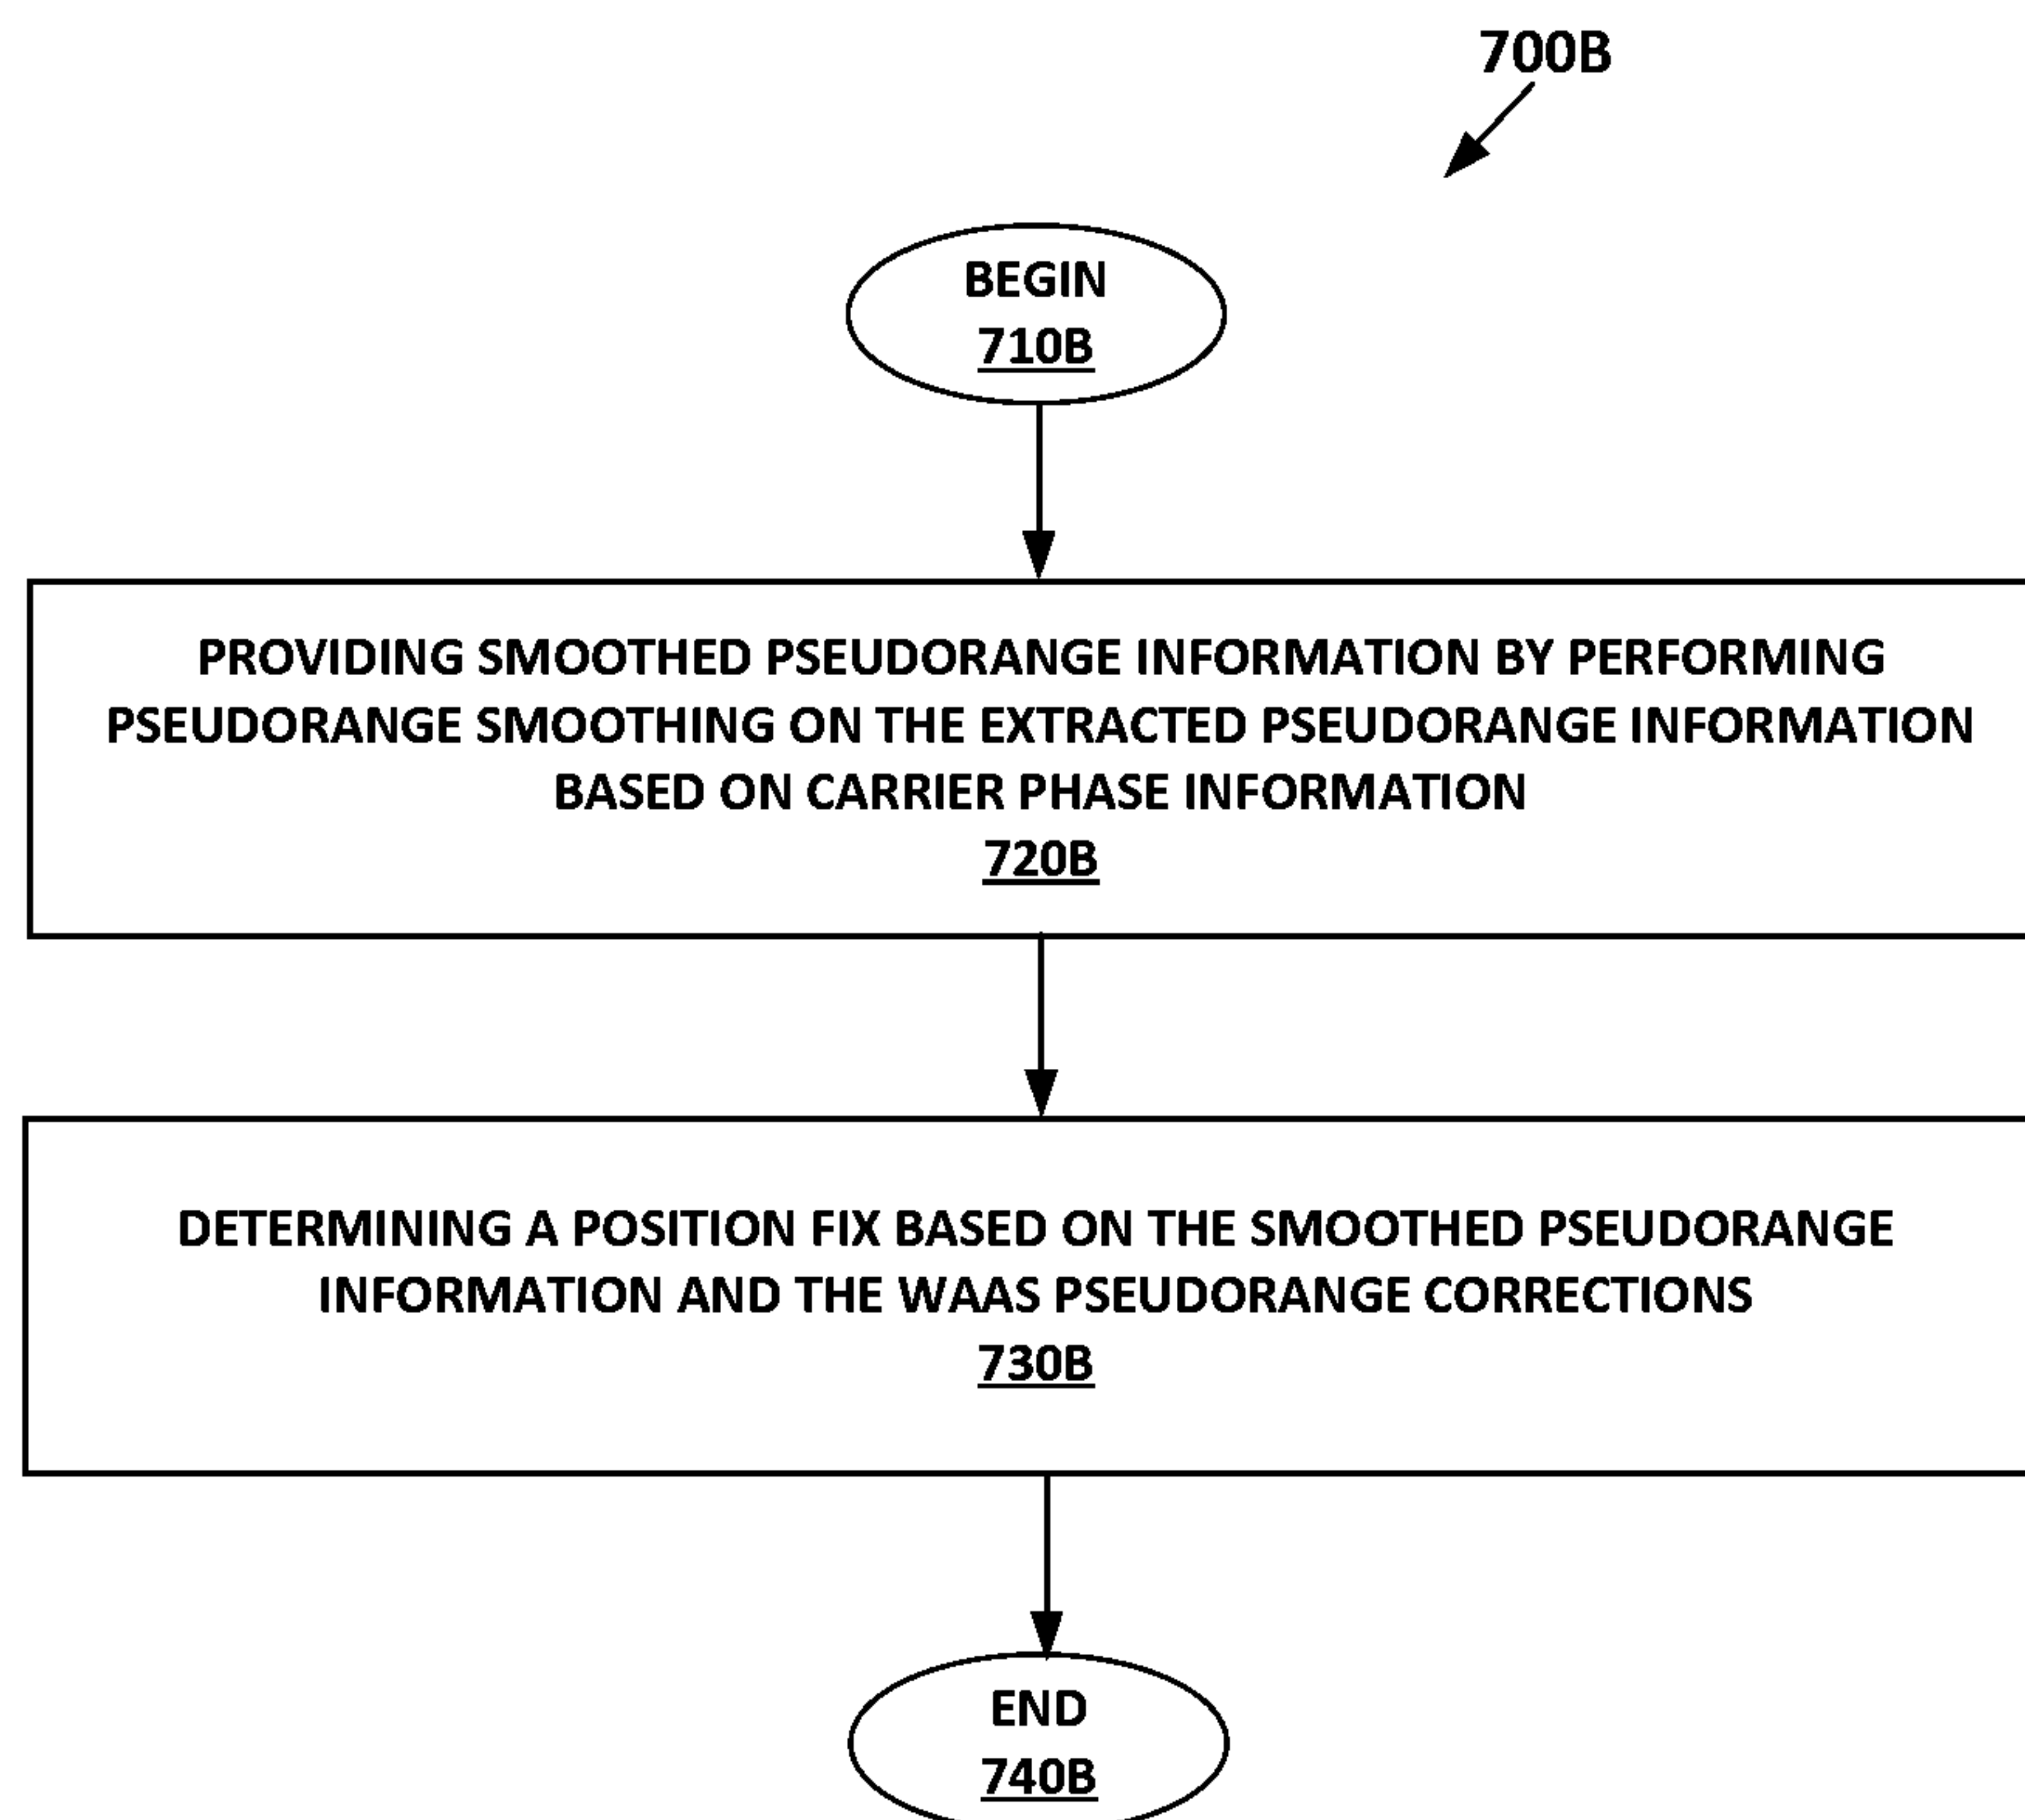 700B
BEGIN
710B
PROVIDING SMOOTHED PSEUDORANGE INFORMATION BY PERFORMING
PSEUDORANGE SMOOTHING ON THE EXTRACTED PSEUDORANGE INFORMATION
BASED ON CARRIER PHASE INFORMATION
720B
DETERMINING A POSITION FIX BASED ON THE SMOOTHED PSEUDORANGE
INFORMATION AND THE WAAS PSEUDORANGE CORRECTIONS
730B
END
740B